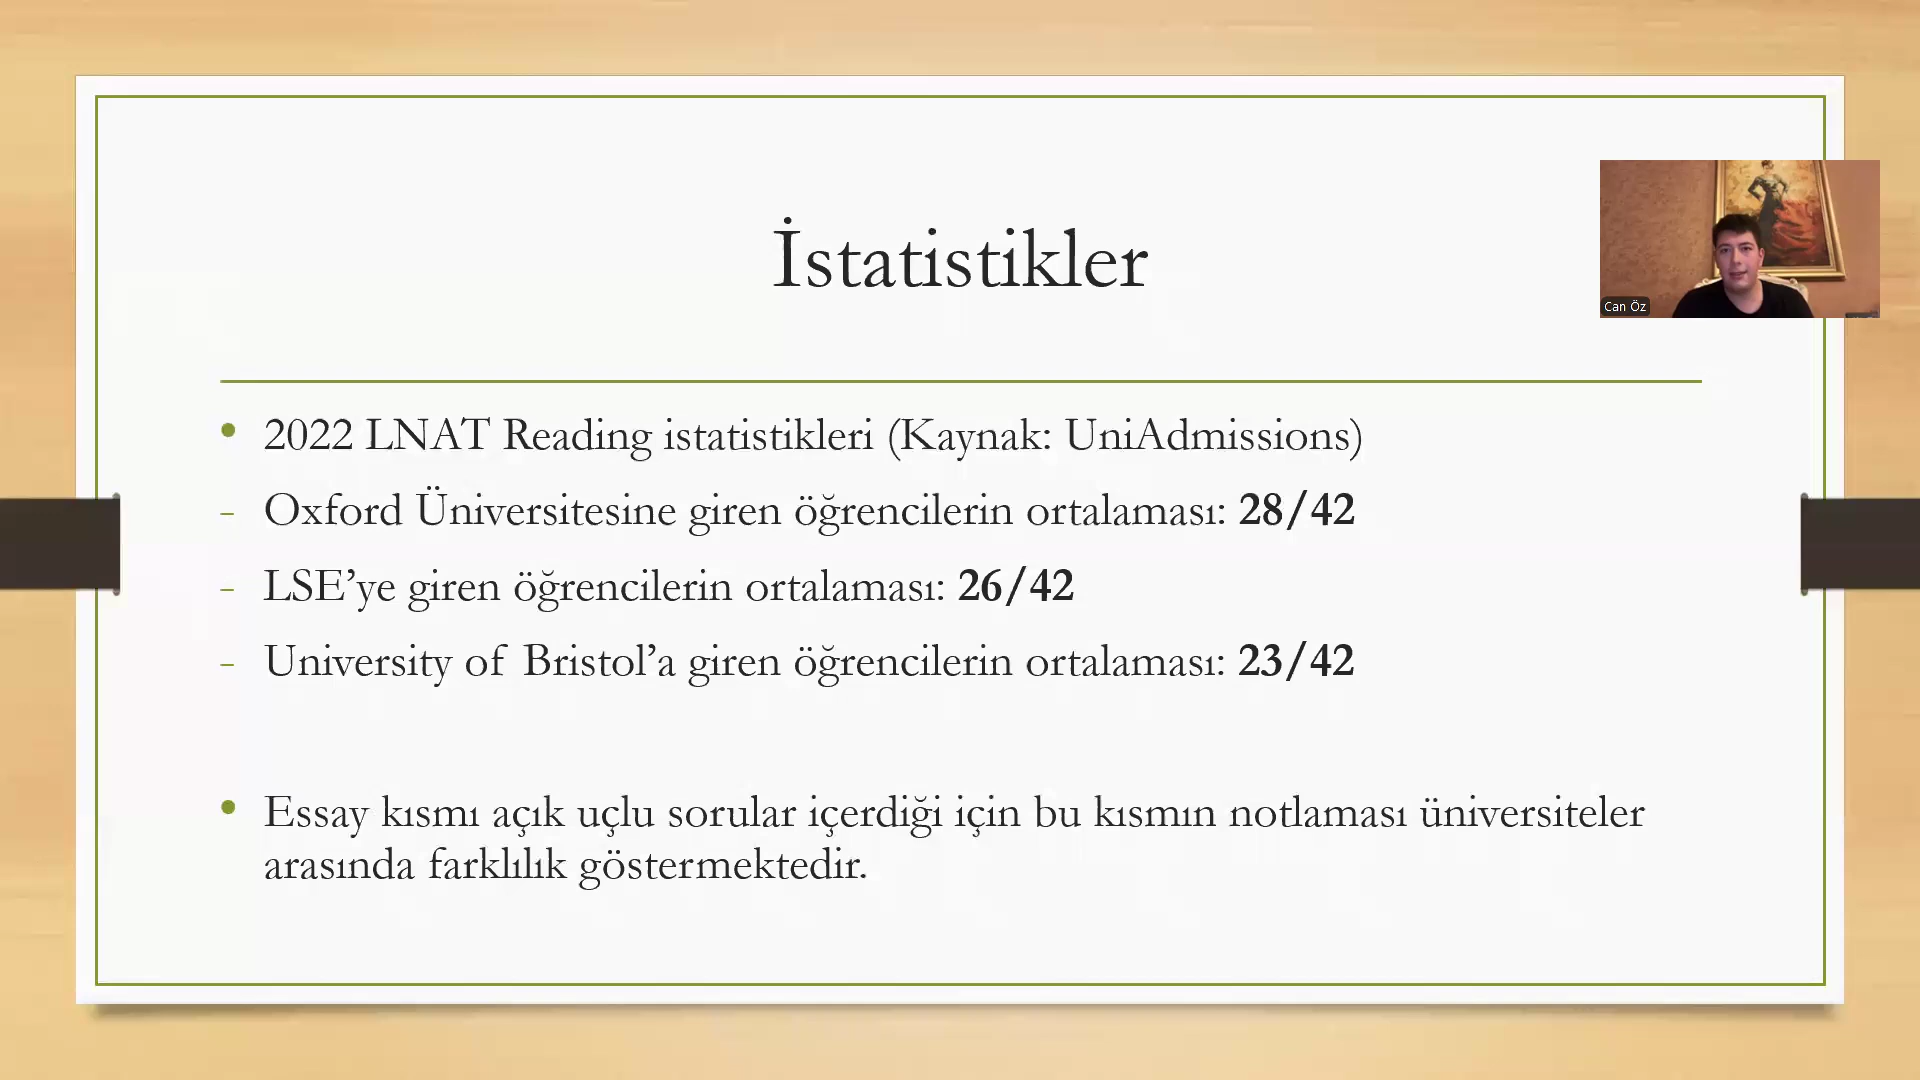 İstatistikler
Can Öz
• 2022 LNAT Reading istatistikleri (Kaynak: UniAdmissions)
- Oxford Üniversitesine giren öğrencilerin ortalaması: 28/42
- LSE’ye giren öğrencilerin ortalaması: 26/42
- University of Bristol’a giren öğrencilerin ortalaması: 23/42
• Essay kısmı açık uçlu sorular içerdiği için bu kısmın notlaması üniversiteler
arasında farklılık göstermektedir.